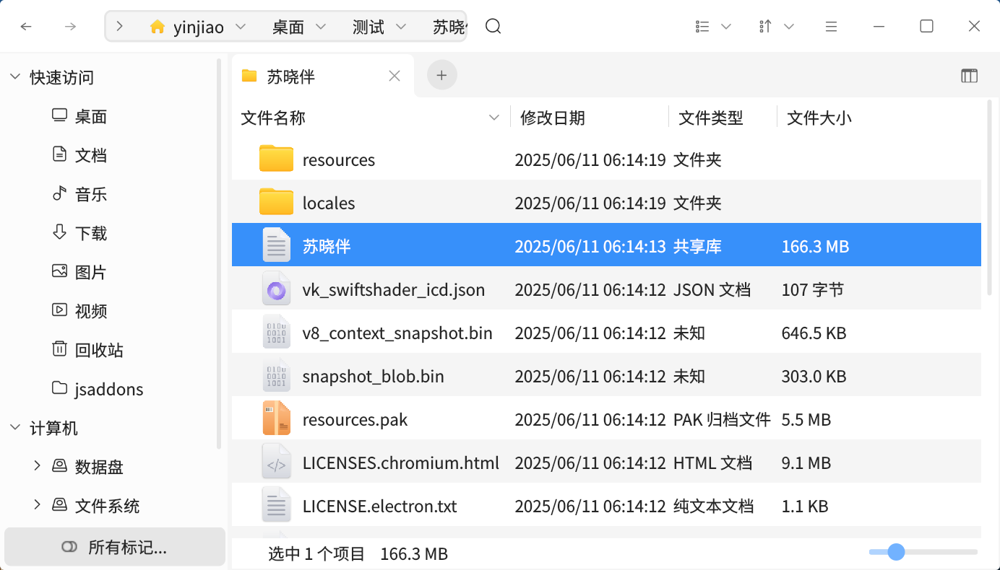 yinjiao 桌面 测试 苏晓
快速访问
桌面
文档
音乐
下载
图片
视频
回收站
jsaddons
计算机
数据盘
文件系统
所有标记...
苏晓伴
文件名称 修改日期 文件类型 文件大小
resources 2025/06/11 06:14:19 文件夹
locales 2025/06/11 06:14:19 文件夹
苏晓伴 2025/06/11 06:14:13 共享库 166.3 MB
vk_swiftshader_icd.json 2025/06/11 06:14:12 JSON 文档 107 字节
v8_context_snapshot.bin 2025/06/11 06:14:12 未知 646.5 KB
snapshot_blob.bin 2025/06/11 06:14:12 未知 303.0 KB
resources.pak 2025/06/11 06:14:12 PAK 归档文件 5.5 MB
LICENSES.chromium.html 2025/06/11 06:14:12 HTML 文档 9.1 MB
LICENSE.electron.txt 2025/06/11 06:14:12 纯文本文档 1.1 KB
选中 1 个项目 166.3 MB